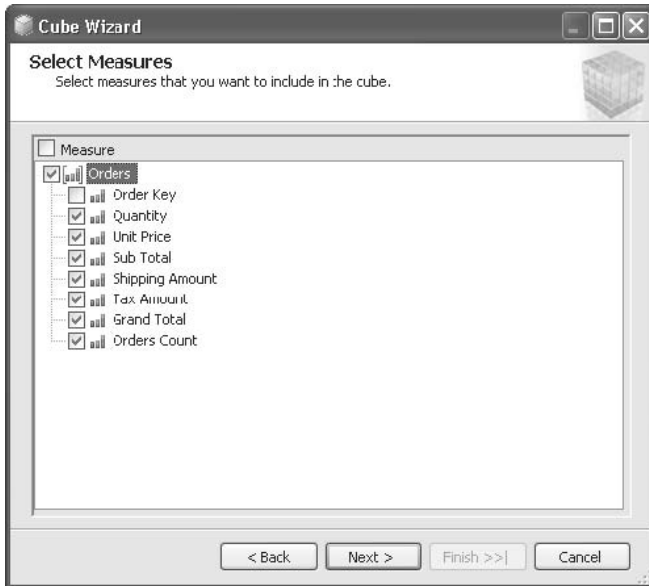 Cube Wizard
Select Measures
Select measures that you want to include in the cube.
Measure
Orders
Order Key
Quantity
Unit Price
Sub Total
Shipping Amount
Tax Amount
Grand Total
Orders Count
< Back
Next >
Finish >>|
Cancel